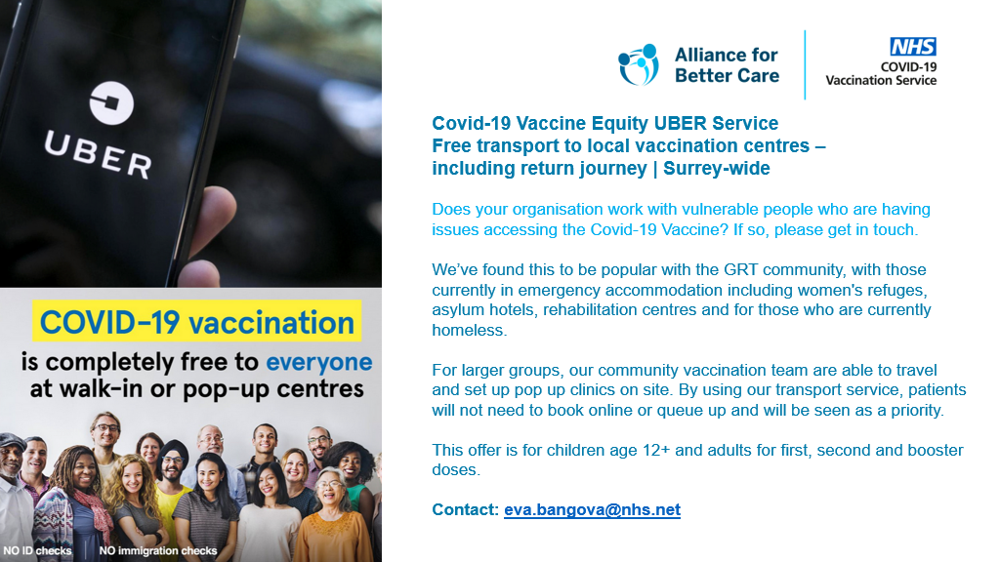 UBER
COVID-19 vaccination
is completely free to everyone
at walk-in or pop-up centres
NO ID checks
NO immigration checks
Alliance for
Better Care
NHS
COVID-19
Vaccination Service
Covid-19 Vaccine Equity UBER Service
Free transport to local vaccination centres –
including return journey | Surrey-wide
Does your organisation work with vulnerable people who are having
issues accessing the Covid-19 Vaccine? If so, please get in touch.
We’ve found this to be popular with the GRT community, with those
currently in emergency accommodation including women's refuges,
asylum hotels, rehabilitation centres and for those who are currently
homeless.
For larger groups, our community vaccination team are able to travel
and set up pop up clinics on site. By using our transport service, patients
will not need to book online or queue up and will be seen as a priority.
This offer is for children age 12+ and adults for first, second and booster
doses.
Contact: eva.bangova@nhs.net